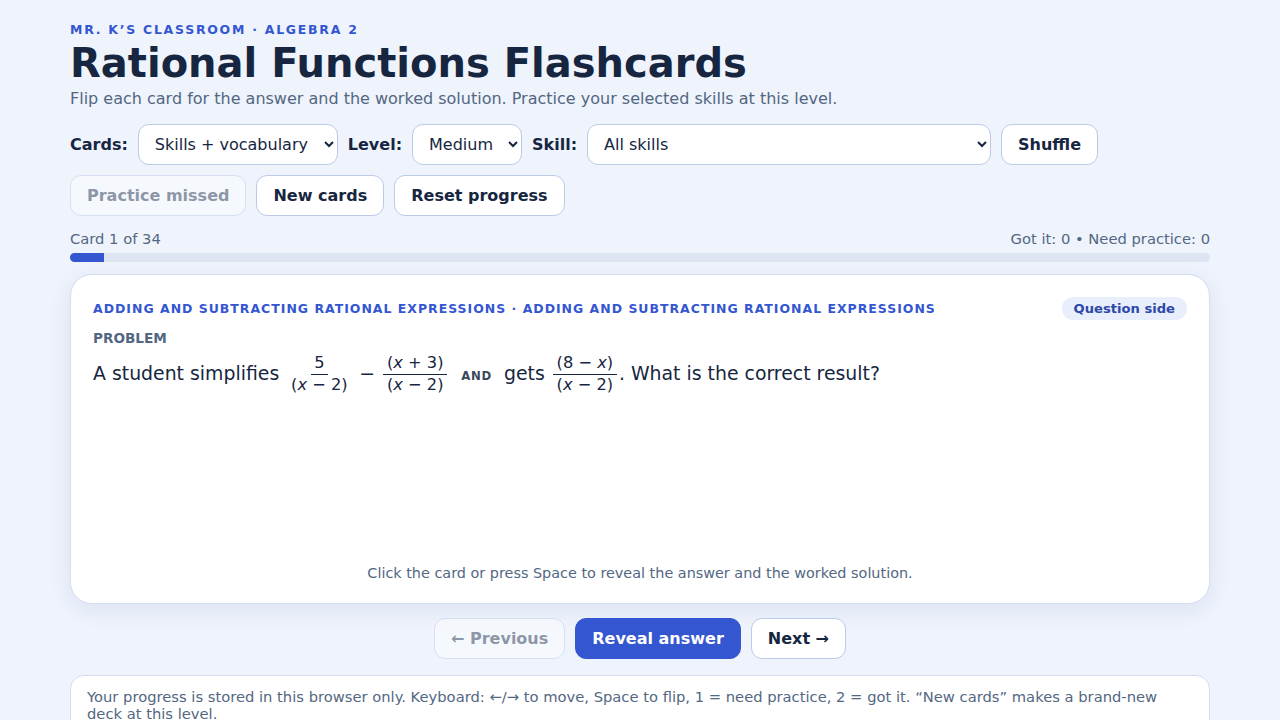 MR. K’S CLASSROOM · ALGEBRA 2
Rational Functions Flashcards
Flip each card for the answer and the worked solution. Practice your selected skills at this level.
Cards: Skills + vocabulary Level: Medium Skill: All skills Shuffle
Practice missed New cards Reset progress
Card 1 of 34 Got it: 0 • Need practice: 0
ADDING AND SUBTRACTING RATIONAL EXPRESSIONS · ADDING AND SUBTRACTING RATIONAL EXPRESSIONS Question side
PROBLEM
A student simplifies 5/(x − 2) − (x + 3)/(x − 2) AND gets (8 − x)/(x − 2). What is the correct result?
Click the card or press Space to reveal the answer and the worked solution.
← Previous Reveal answer Next →
Your progress is stored in this browser only. Keyboard: ←/→ to move, Space to flip, 1 = need practice, 2 = got it. “New cards” makes a brand-new
deck at this level.